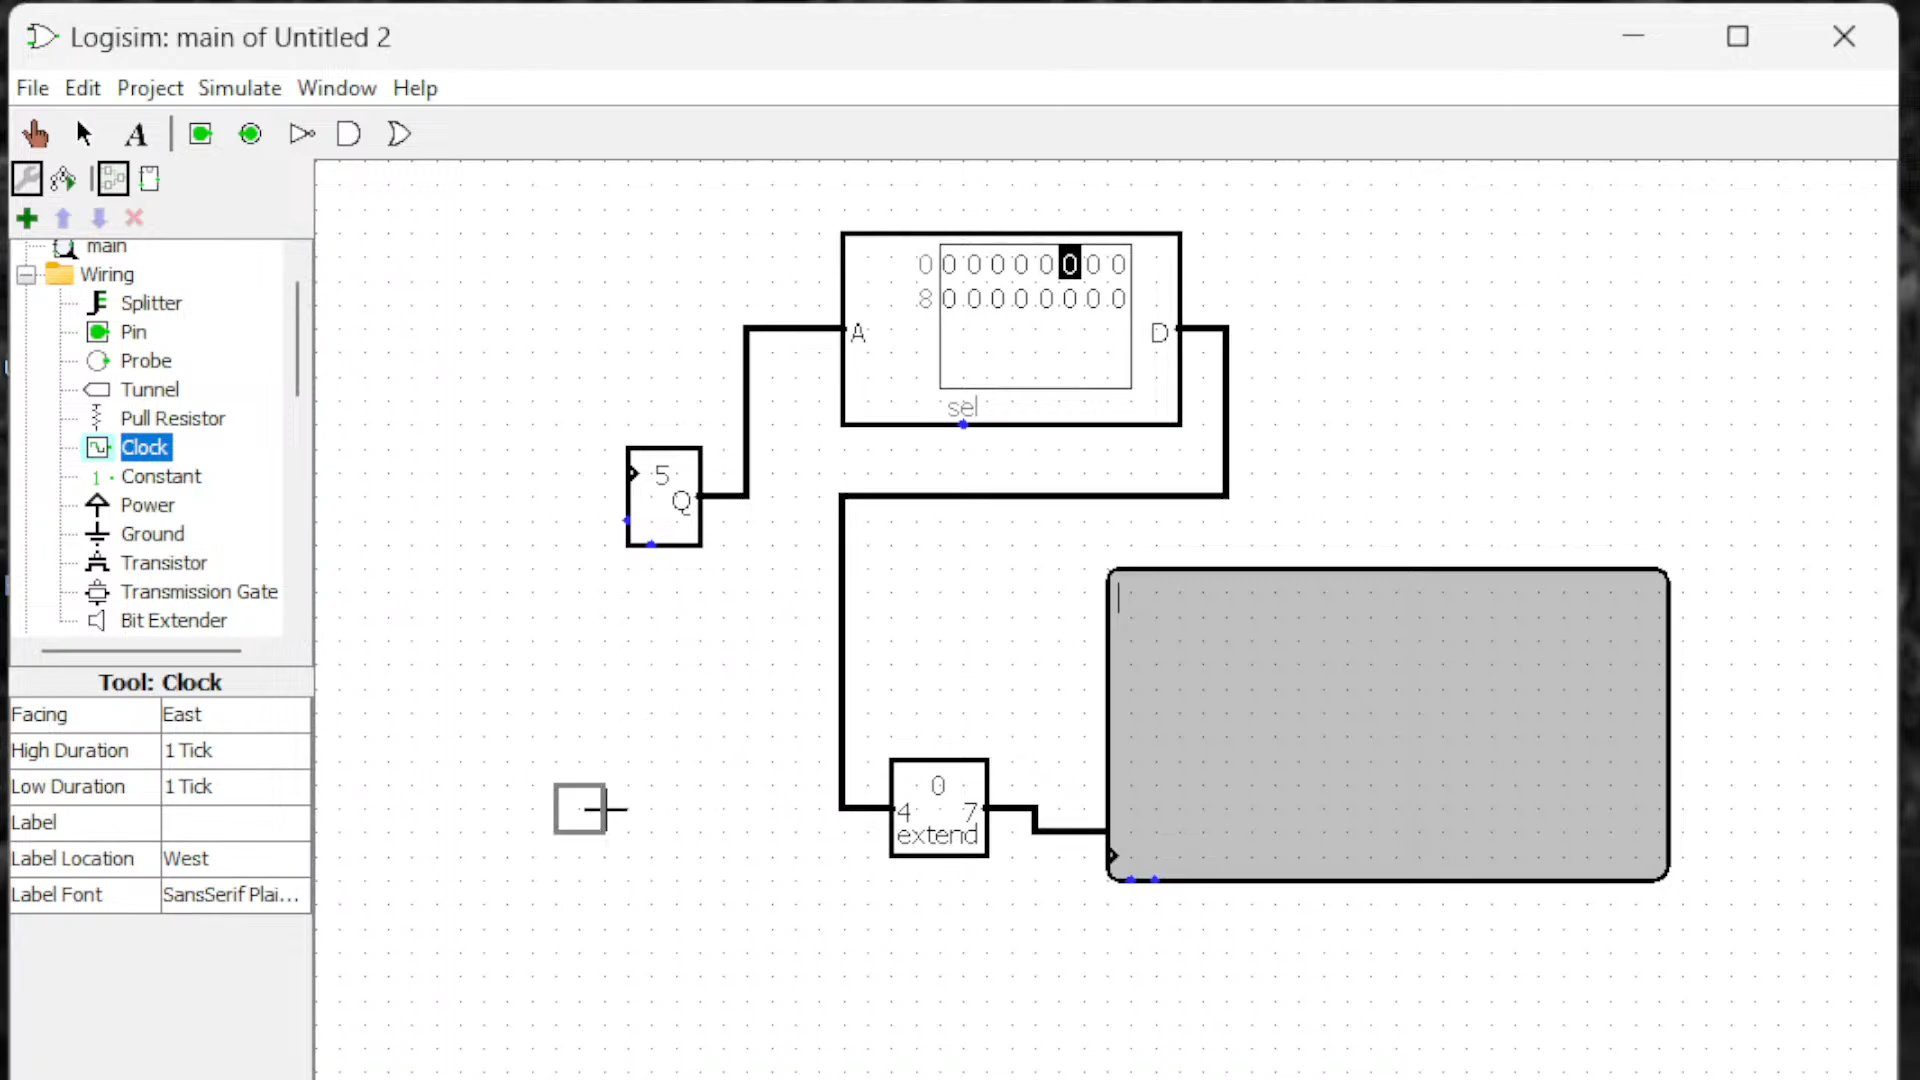 Logisim: main of Untitled 2
File Edit Project Simulate Window Help
A
main
Wiring
Splitter
Pin
Probe
Tunnel
Pull Resistor
Clock
1 Constant
Power
Ground
Transistor
Transmission Gate
Bit Extender
Tool: Clock
Facing East
High Duration 1 Tick
Low Duration 1 Tick
Label
Label Location West
Label Font SansSerif Plai...
0 0 0 0 0 0 0 0 0
8 0 0 0 0 0 0 0 0
A D
sel
5
Q
0
4 7
extend